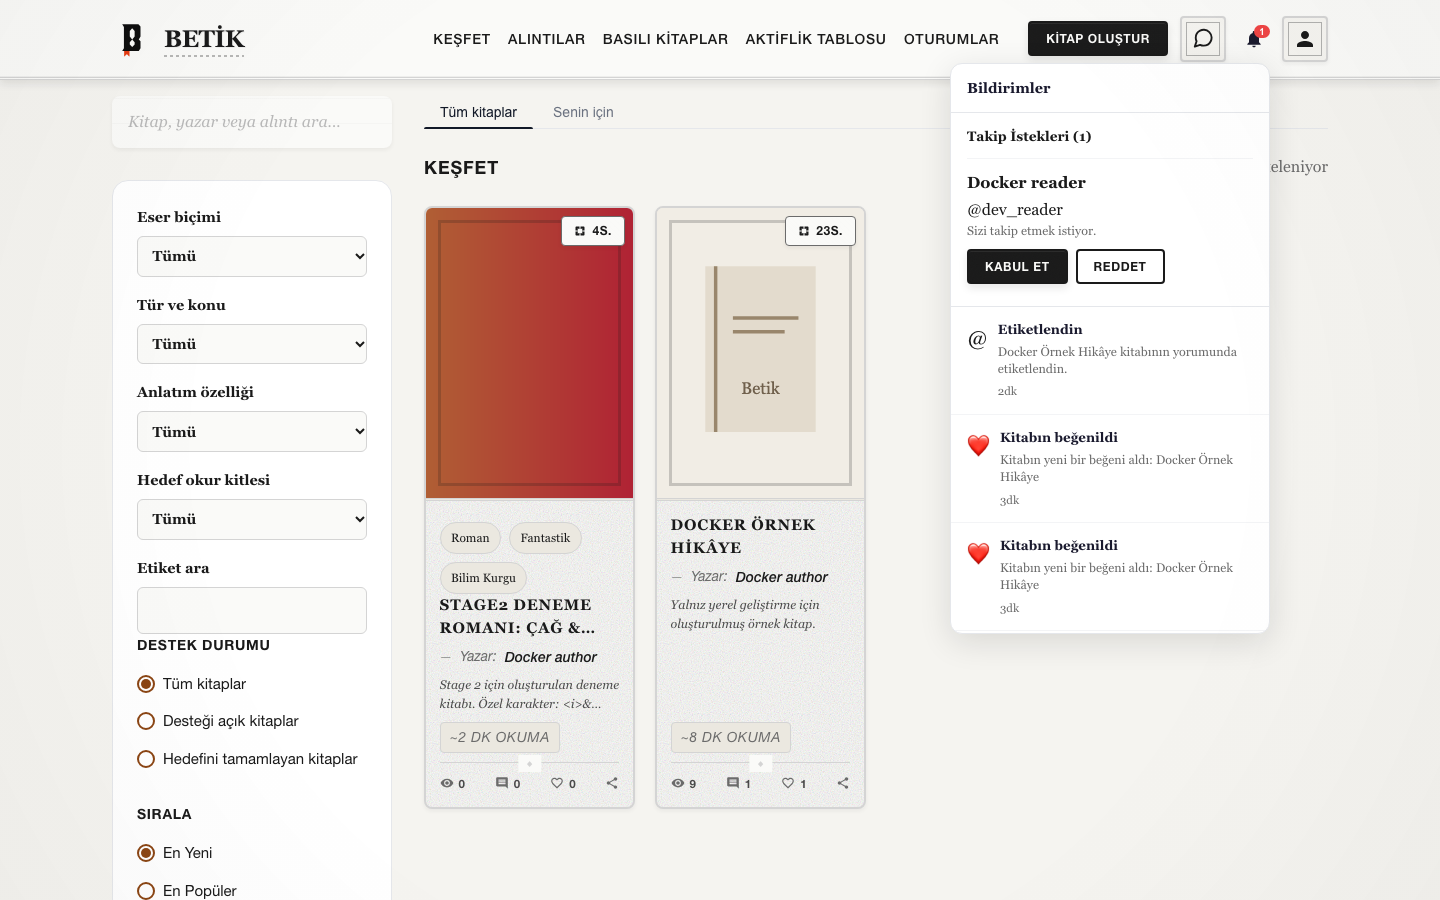 BETİK
KEŞFET
ALINTILAR
BASILI KİTAPLAR
AKTİFLİK TABLOSU
OTURUMLAR
KİTAP OLUŞTUR
1
Kitap, yazar veya alıntı ara...
Eser biçimi
Tümü
Tür ve konu
Tümü
Anlatım özelliği
Tümü
Hedef okur kitlesi
Tümü
Etiket ara
DESTEK DURUMU
Tüm kitaplar
Desteği açık kitaplar
Hedefini tamamlayan kitaplar
SIRALA
En Yeni
En Popüler
Tüm kitaplar
Senin için
KEŞFET
eleniyor
4S.
Roman
Fantastik
Bilim Kurgu
STAGE2 DENEME
ROMANI: ÇAĞ &...
— Yazar: Docker author
Stage 2 için oluşturulan deneme
kitabı. Özel karakter: <i>&...
~2 DK OKUMA
0
0
0
23S.
Betik
DOCKER ÖRNEK
HİKÂYE
— Yazar: Docker author
Yalnız yerel geliştirme için
oluşturulmuş örnek kitap.
~8 DK OKUMA
9
1
1
Bildirimler
Takip İstekleri (1)
Docker reader
@dev_reader
Sizi takip etmek istiyor.
KABUL ET
REDDET
@
Etiketlendin
Docker Örnek Hikâye kitabının yorumunda
etiketlendin.
2dk
Kitabın beğenildi
Kitabın yeni bir beğeni aldı: Docker Örnek
Hikâye
3dk
Kitabın beğenildi
Kitabın yeni bir beğeni aldı: Docker Örnek
Hikâye
3dk